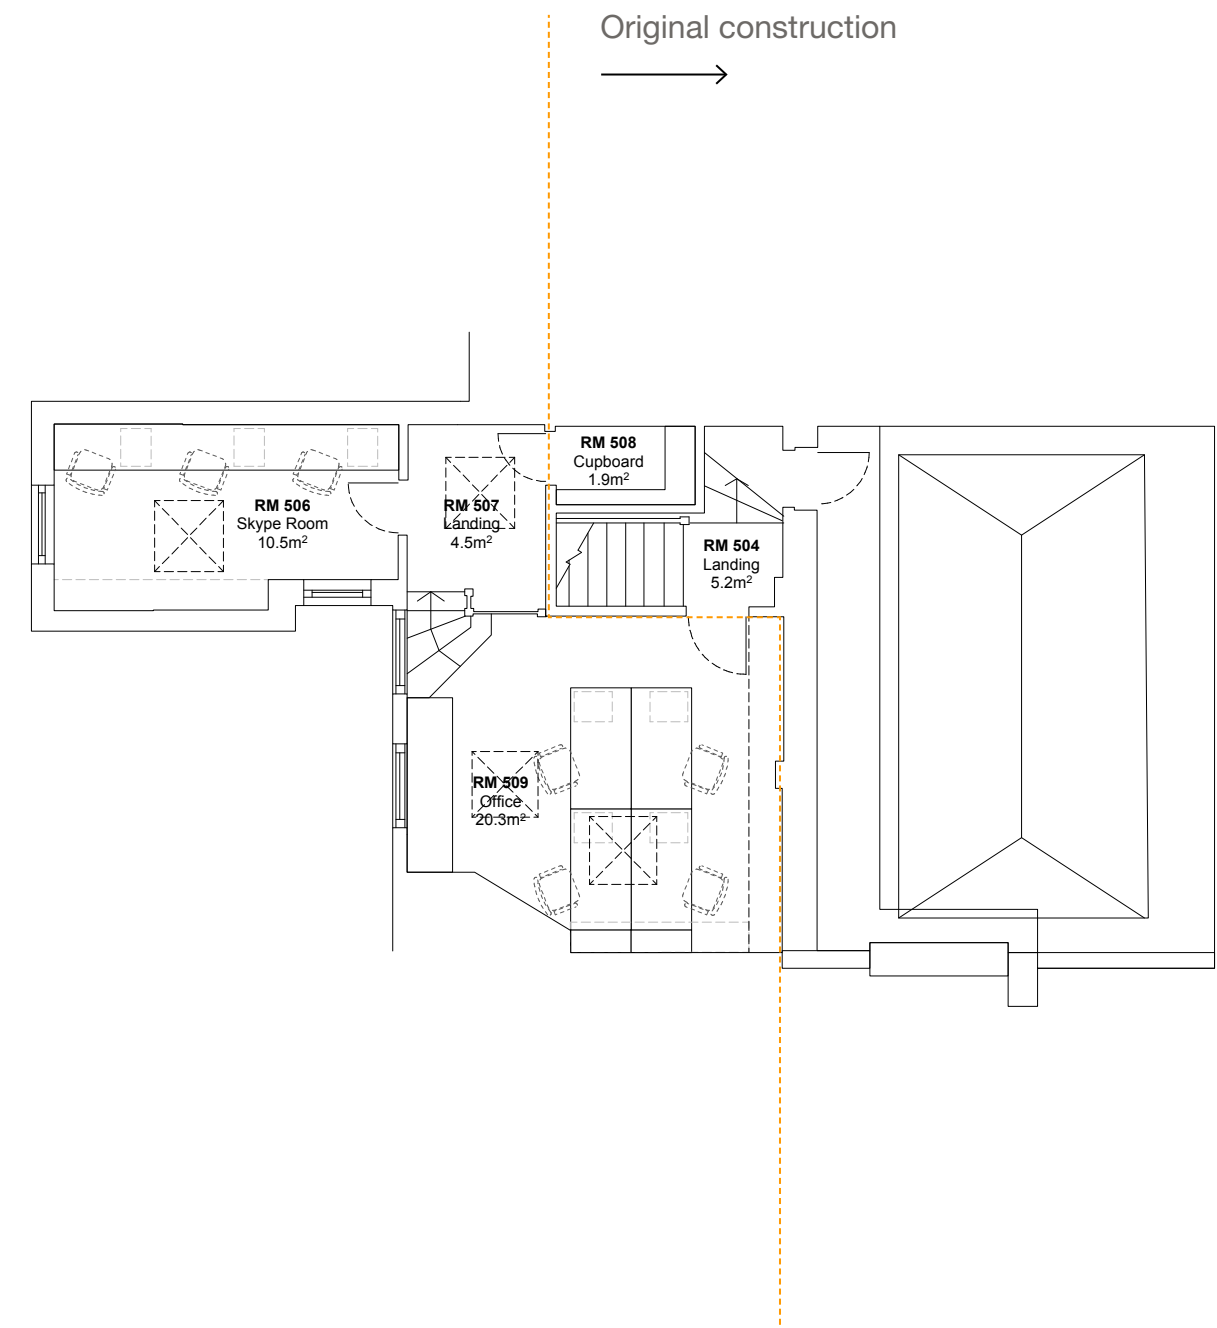 Original construction
RM 508
Cupboard
1.9m²
RM 506
Skype Room
10.5m²
RM 507
Landing
4.5m²
RM 504
Landing
5.2m²
RM 509
Office
20.3m²